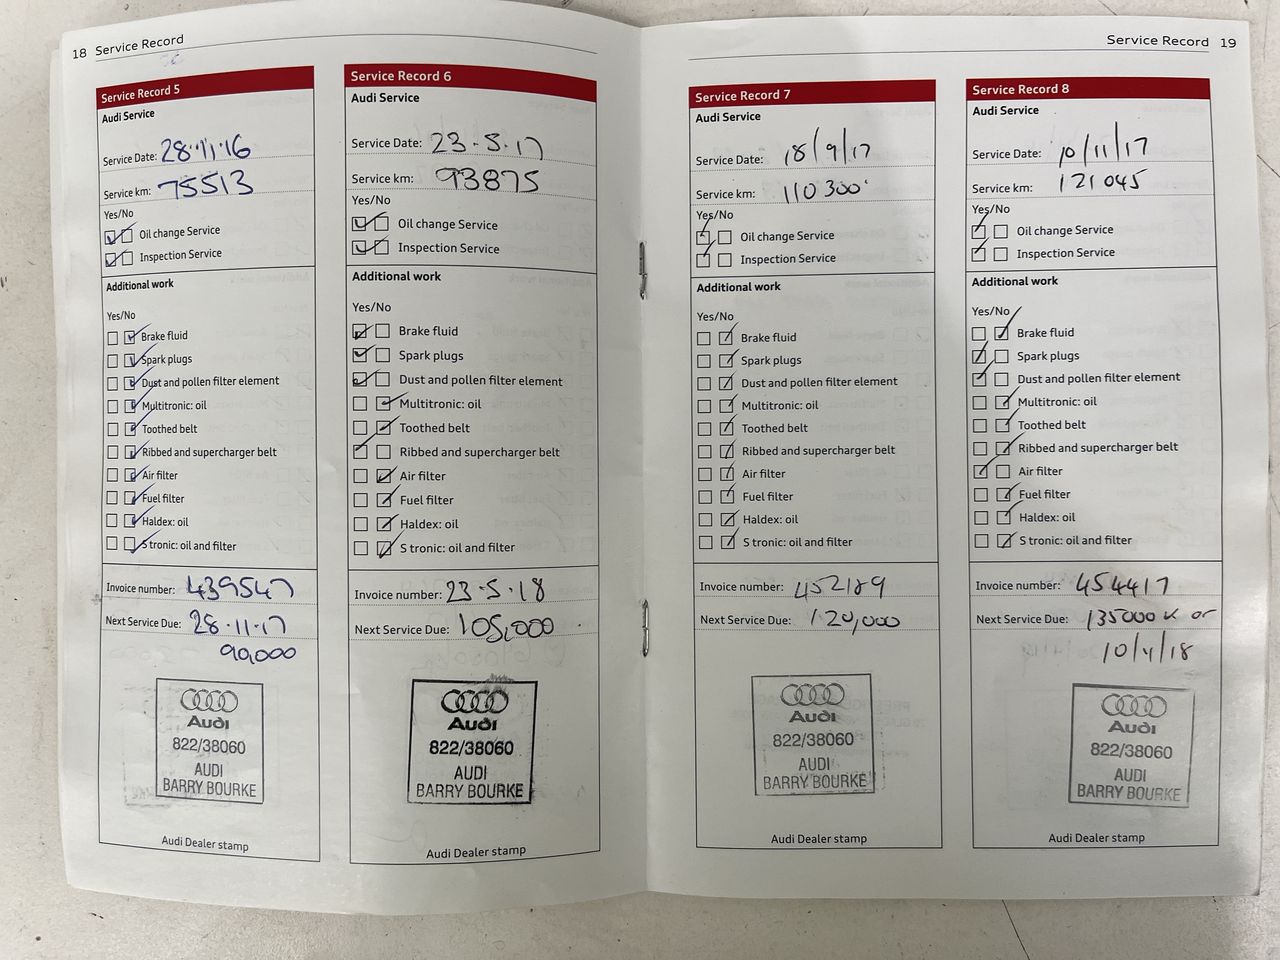 18 Service Record
Service Record 5
Audi Service
Service Date: 28.11.16
Service km: 75513
Yes/No
Oil change Service
Inspection Service
Additional work
Yes/No
Brake fluid
Spark plugs
Dust and pollen filter element
Multitronic: oil
Toothed belt
Ribbed and supercharger belt
Air filter
Fuel filter
Haldex: oil
S tronic: oil and filter
Invoice number: 439547
Next Service Due: 28.11.17
90,000
Audi
822/38060
AUDI
BARRY BOURKE
Audi Dealer stamp
Service Record 6
Audi Service
Service Date: 23.5.17
Service km: 93875
Yes/No
Oil change Service
Inspection Service
Additional work
Yes/No
Brake fluid
Spark plugs
Dust and pollen filter element
Multitronic: oil
Toothed belt
Ribbed and supercharger belt
Air filter
Fuel filter
Haldex: oil
S tronic: oil and filter
Invoice number: 23.5.18
Next Service Due: 105,000
Audi
822/38060
AUDI
BARRY BOURKE
Audi Dealer stamp
Service Record 19
Service Record 7
Audi Service
Service Date: 18/9/17
Service km: 110300
Yes/No
Oil change Service
Inspection Service
Additional work
Yes/No
Brake fluid
Spark plugs
Dust and pollen filter element
Multitronic: oil
Toothed belt
Ribbed and supercharger belt
Air filter
Fuel filter
Haldex: oil
S tronic: oil and filter
Invoice number: 452189
Next Service Due: 120,000
Audi
822/38060
AUDI
BARRY BOURKE
Audi Dealer stamp
Service Record 8
Audi Service
Service Date: 10/11/17
Service km: 121045
Yes/No
Oil change Service
Inspection Service
Additional work
Yes/No
Brake fluid
Spark plugs
Dust and pollen filter element
Multitronic: oil
Toothed belt
Ribbed and supercharger belt
Air filter
Fuel filter
Haldex: oil
S tronic: oil and filter
Invoice number: 454417
Next Service Due: 135000 K or
10/4/18
Audi
822/38060
AUDI
BARRY BOURKE
Audi Dealer stamp